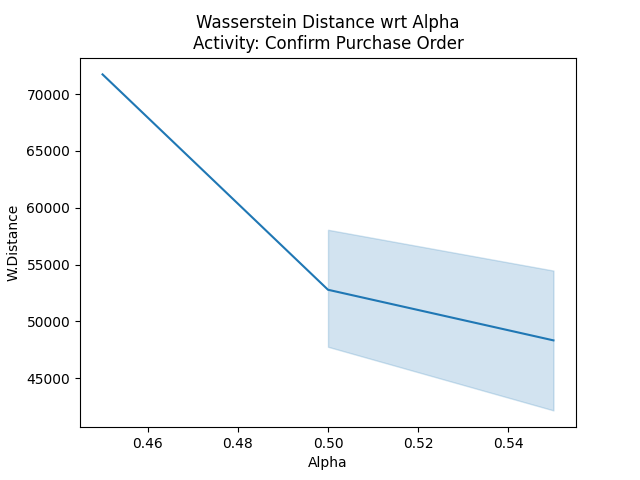 Wasserstein Distance wrt Alpha
Activity: Confirm Purchase Order
70000
65000
60000
55000
50000
45000
W.Distance
0.46 0.48 0.50 0.52 0.54
Alpha